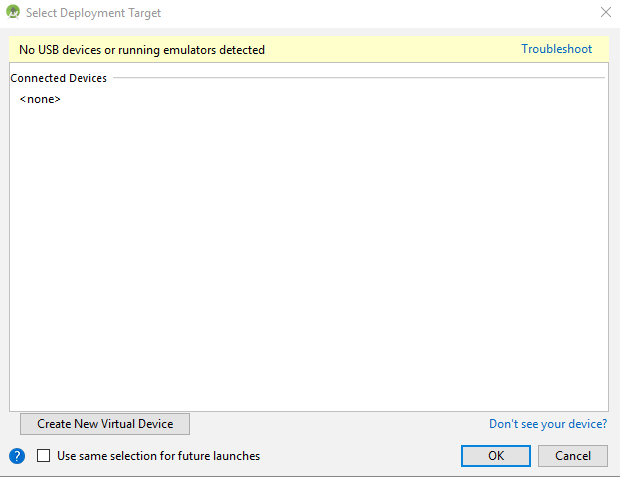 Select Deployment Target
No USB devices or running emulators detected Troubleshoot
Connected Devices
<none>
Create New Virtual Device Don't see your device?
? Use same selection for future launches OK Cancel